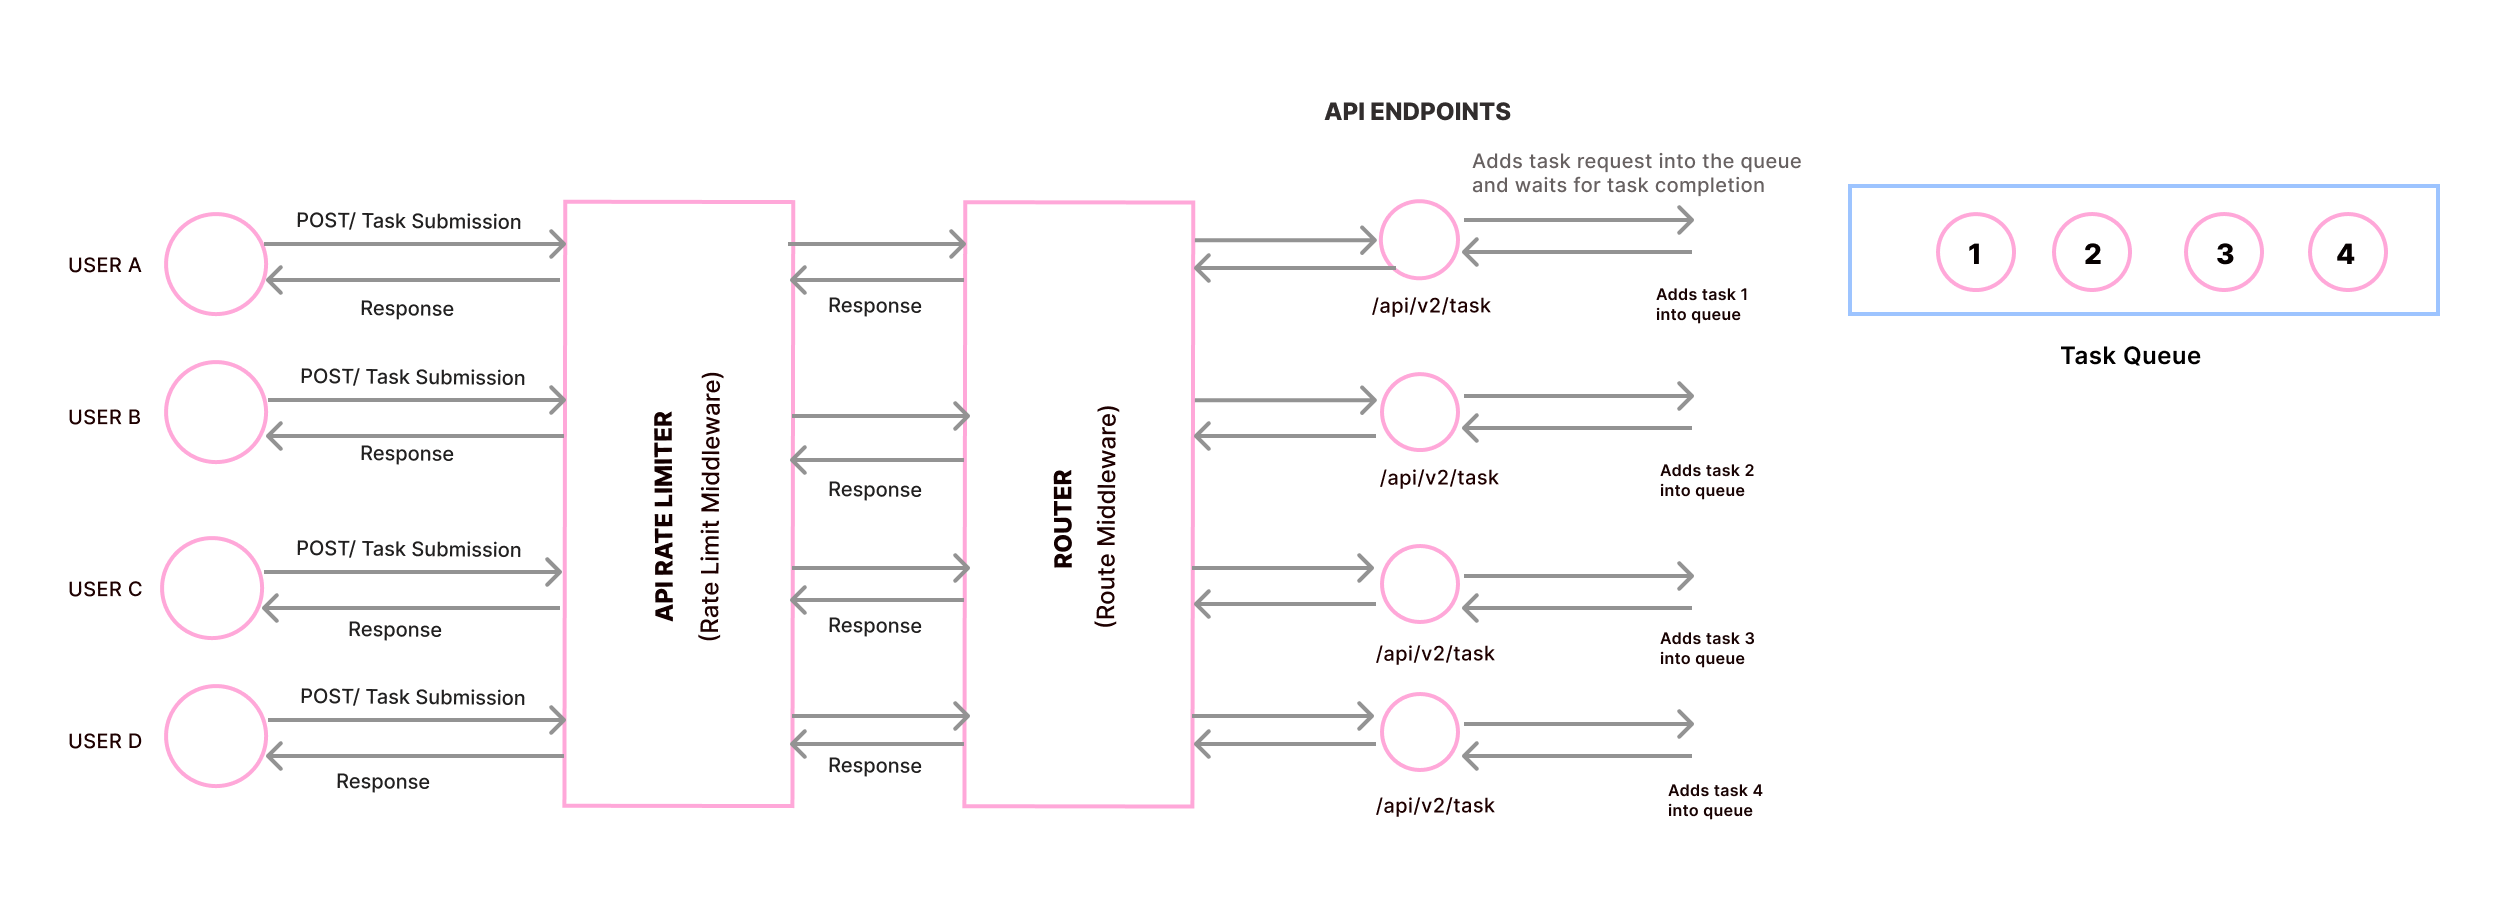 API ENDPOINTS
Adds task request into the queue
and waits for task completion
USER A
POST/ Task Submission
Response
Response
/api/v2/task
Adds task 1
into queue
1 2 3 4
Task Queue
USER B
POST/ Task Submission
Response
Response
/api/v2/task
Adds task 2
into queue
API RATE LIMITER
(Rate Limit Middleware)
ROUTER
(Route Middleware)
USER C
POST/ Task Submission
Response
Response
/api/v2/task
Adds task 3
into queue
USER D
POST/ Task Submission
Response
Response
/api/v2/task
Adds task 4
into queue